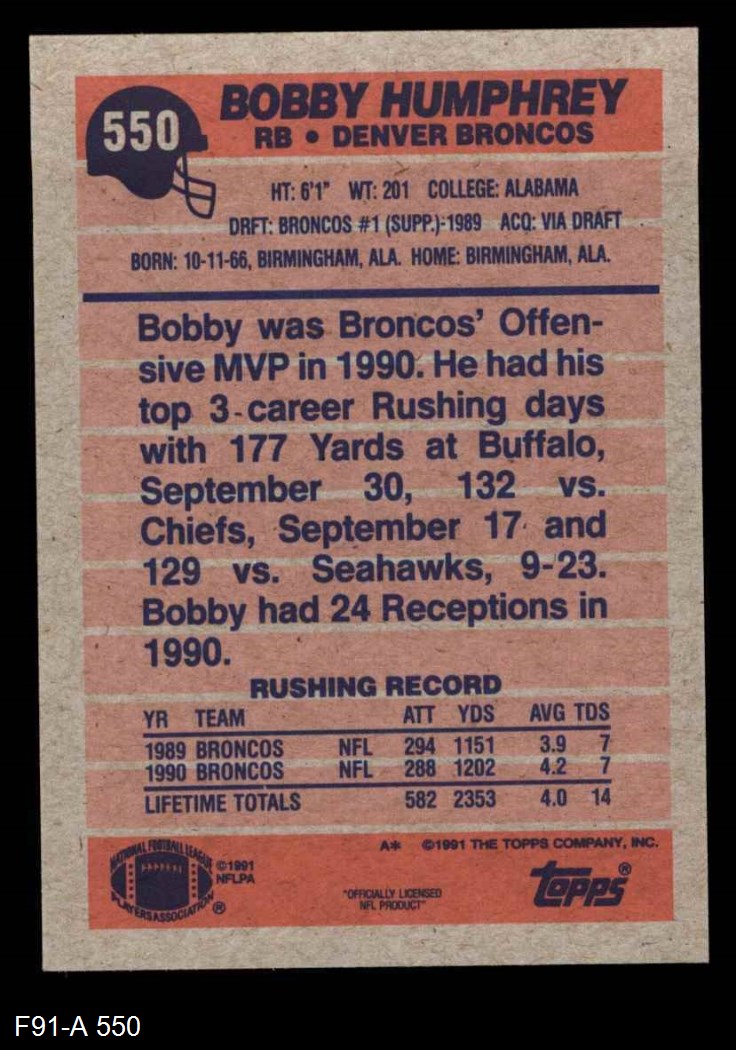 550
BOBBY HUMPHREY
RB • DENVER BRONCOS
HT: 6'1" WT: 201 COLLEGE: ALABAMA
DRFT: BRONCOS #1 (SUPP.)-1989 ACQ: VIA DRAFT
BORN: 10-11-66, BIRMINGHAM, ALA. HOME: BIRMINGHAM, ALA.
Bobby was Broncos' Offen-
sive MVP in 1990. He had his
top 3-career Rushing days
with 177 Yards at Buffalo,
September 30, 132 vs.
Chiefs, September 17 and
129 vs. Seahawks, 9-23.
Bobby had 24 Receptions in
1990.
RUSHING RECORD
YR TEAM ATT YDS AVG TDS
1989 BRONCOS NFL 294 1151 3.9 7
1990 BRONCOS NFL 288 1202 4.2 7
LIFETIME TOTALS 582 2353 4.0 14
A* ©1991 THE TOPPS COMPANY, INC.
NATIONAL FOOTBALL LEAGUE
PLAYERS ASSOCIATION ®
©1991
NFLPA
"OFFICIALLY LICENSED
NFL PRODUCT"
topps®
F91-A 550